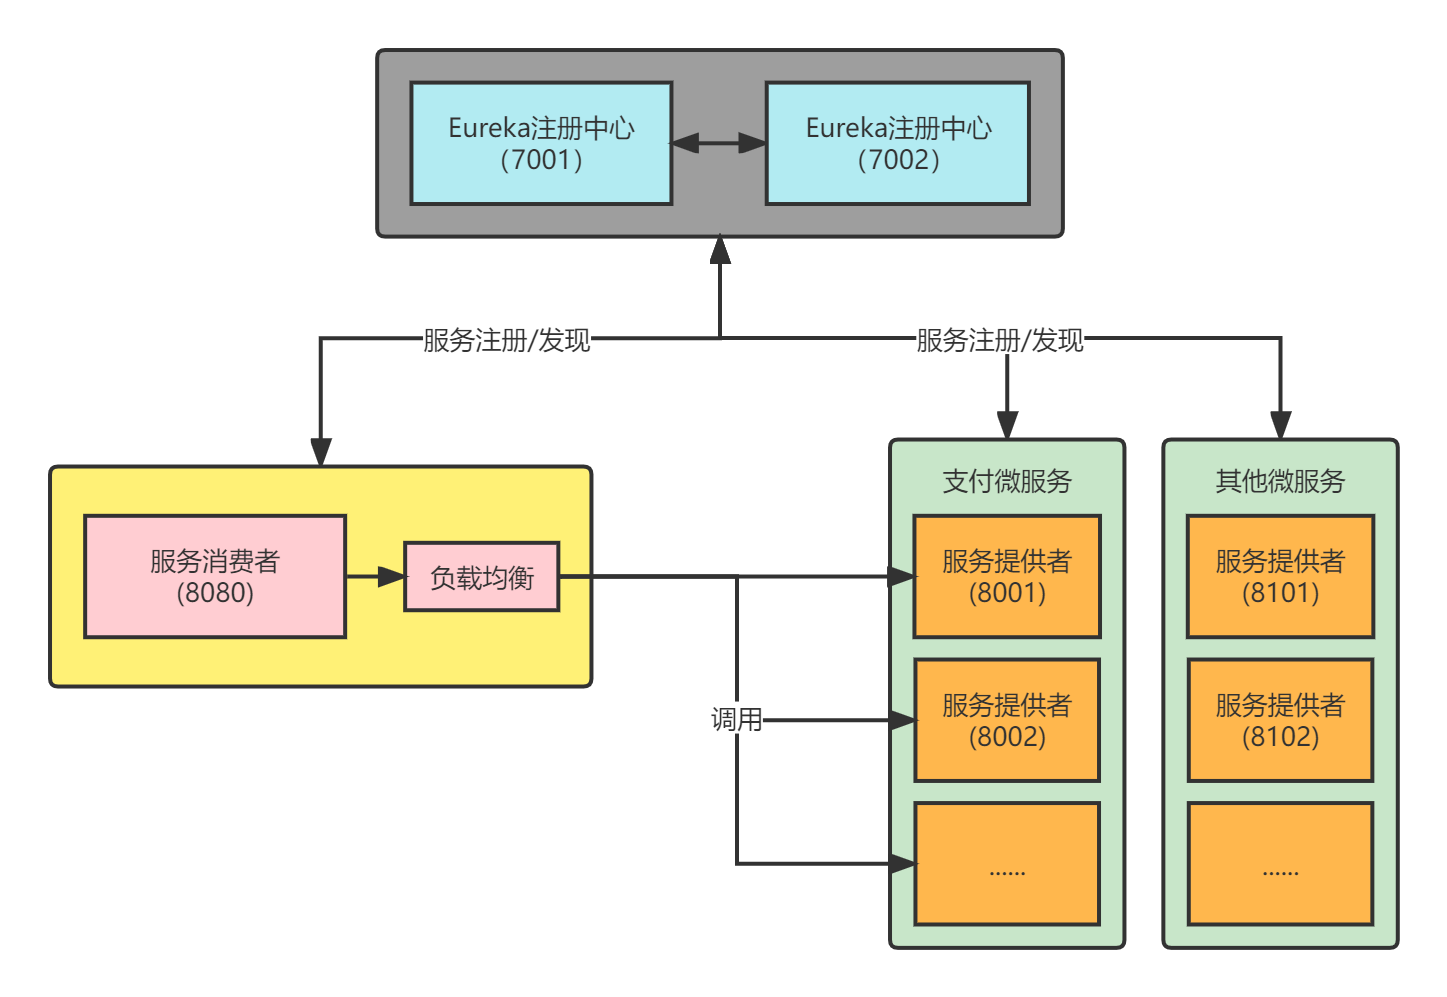 Eureka注册中心
（7001）
Eureka注册中心
（7002）
服务注册/发现
服务注册/发现
服务消费者
(8080)
负载均衡
调用
支付微服务
服务提供者
(8001)
服务提供者
(8002)
......
其他微服务
服务提供者
(8101)
服务提供者
(8102)
......